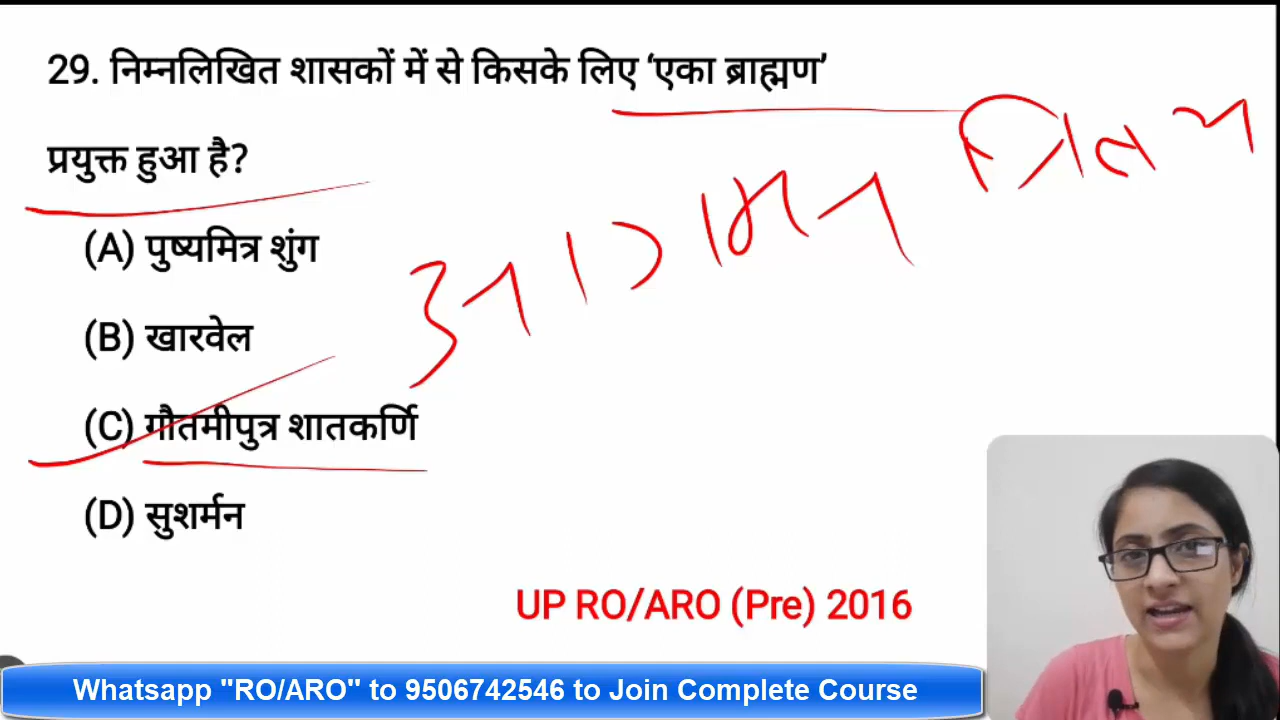 29. निम्नलिखित शासकों में से किसके लिए ‘एका ब्राह्मण’
प्रयुक्त हुआ है?
(A) पुष्यमित्र शुंग
(B) खारवेल
(C) गौतमीपुत्र शातकर्णि
(D) सुशर्मन
UP RO/ARO (Pre) 2016
Whatsapp "RO/ARO" to 9506742546 to Join Complete Course